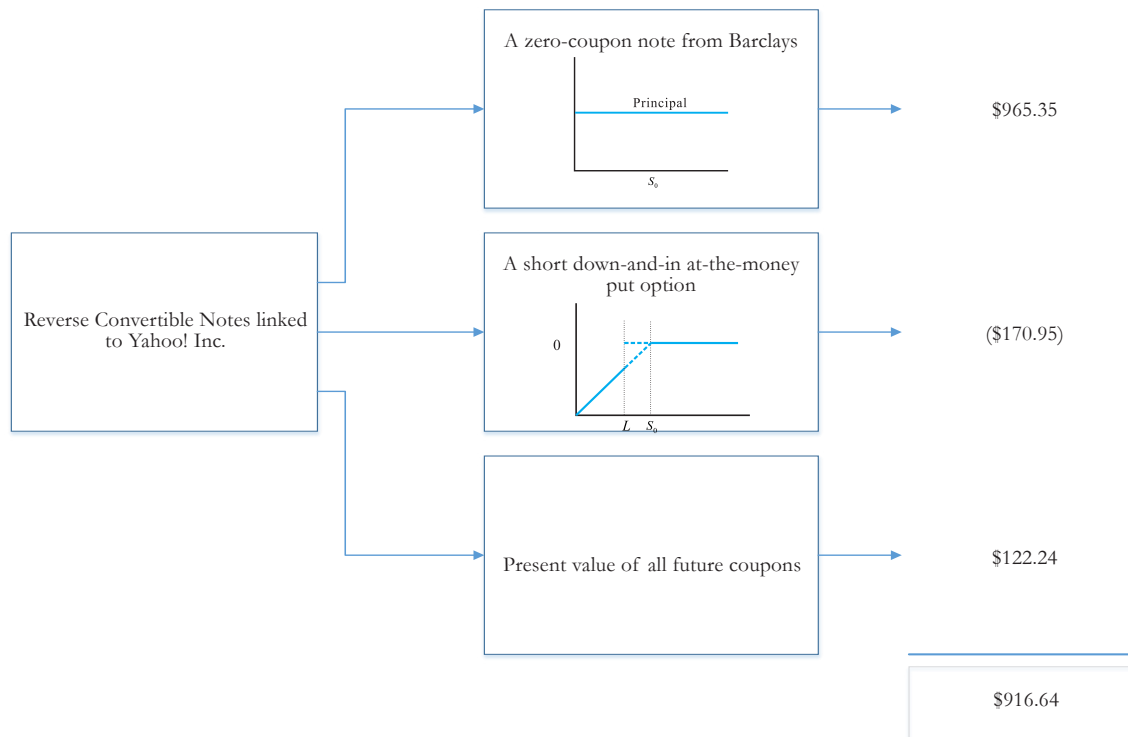 Reverse Convertible Notes linked
to Yahoo! Inc.
A zero-coupon note from Barclays
Principal
S₀
$965.35
A short down-and-in at-the-money
put option
0
L S₀
($170.95)
Present value of all future coupons
$122.24
$916.64